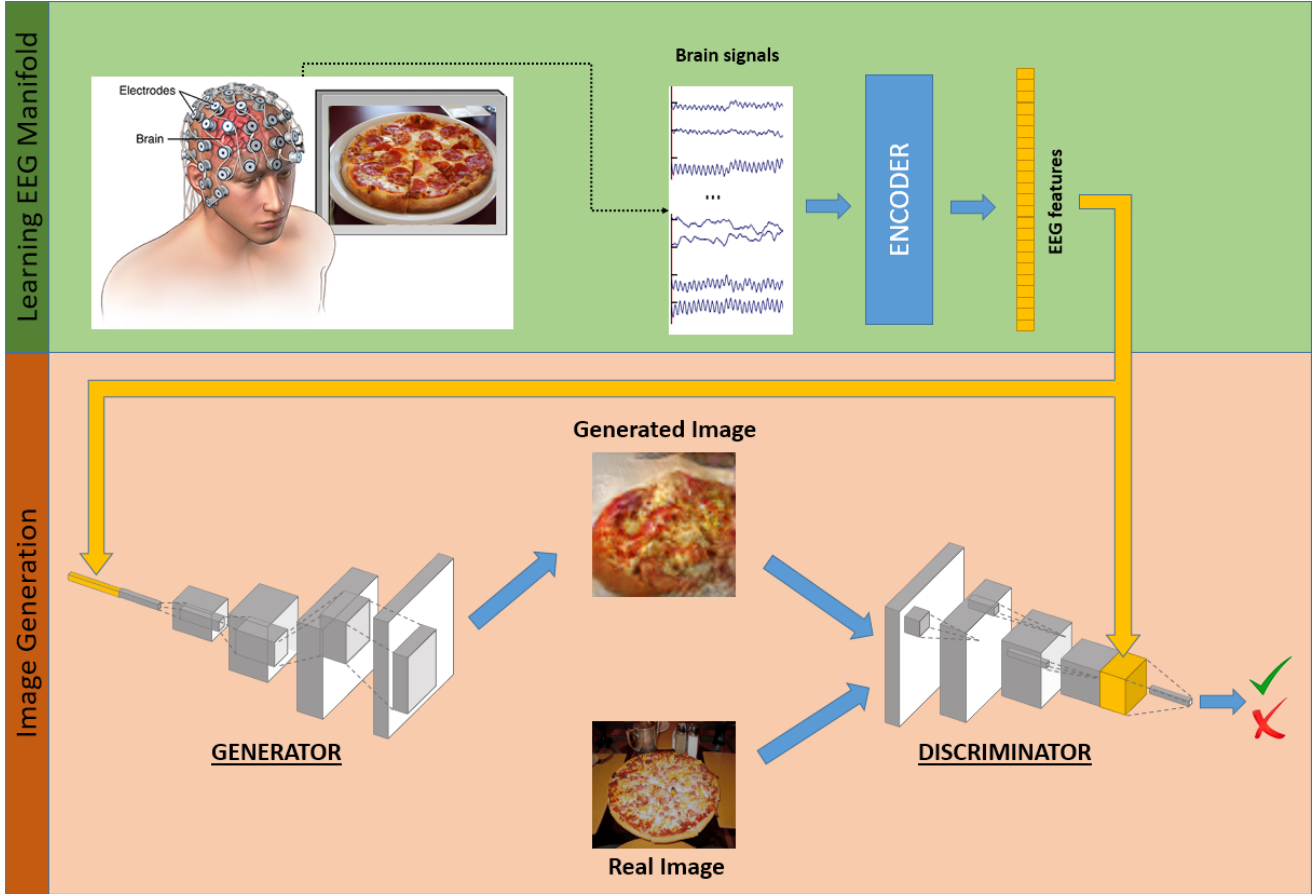 Learning EEG Manifold
Electrodes
Brain
Brain signals
...
ENCODER
EEG features
Image Generation
Generated Image
GENERATOR
DISCRIMINATOR
Real Image